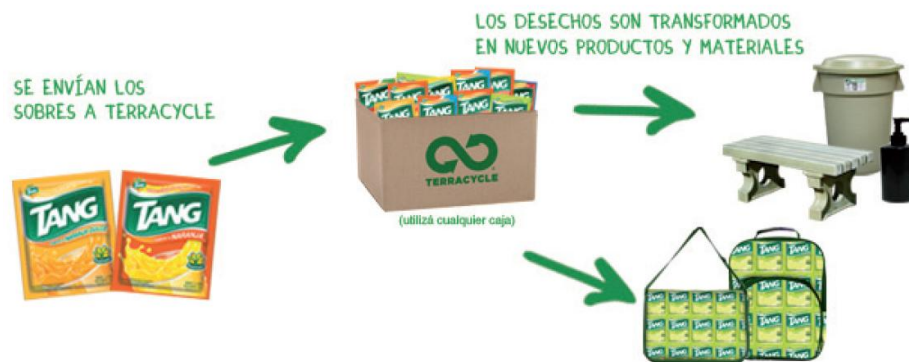 LOS DESECHOS SON TRANSFORMADOS
EN NUEVOS PRODUCTOS Y MATERIALES
SE ENVÍAN LOS
SOBRES A TERRACYCLE
TERRACYCLE
(utilizá cualquier caja)
TANG
TANG
NARANJA